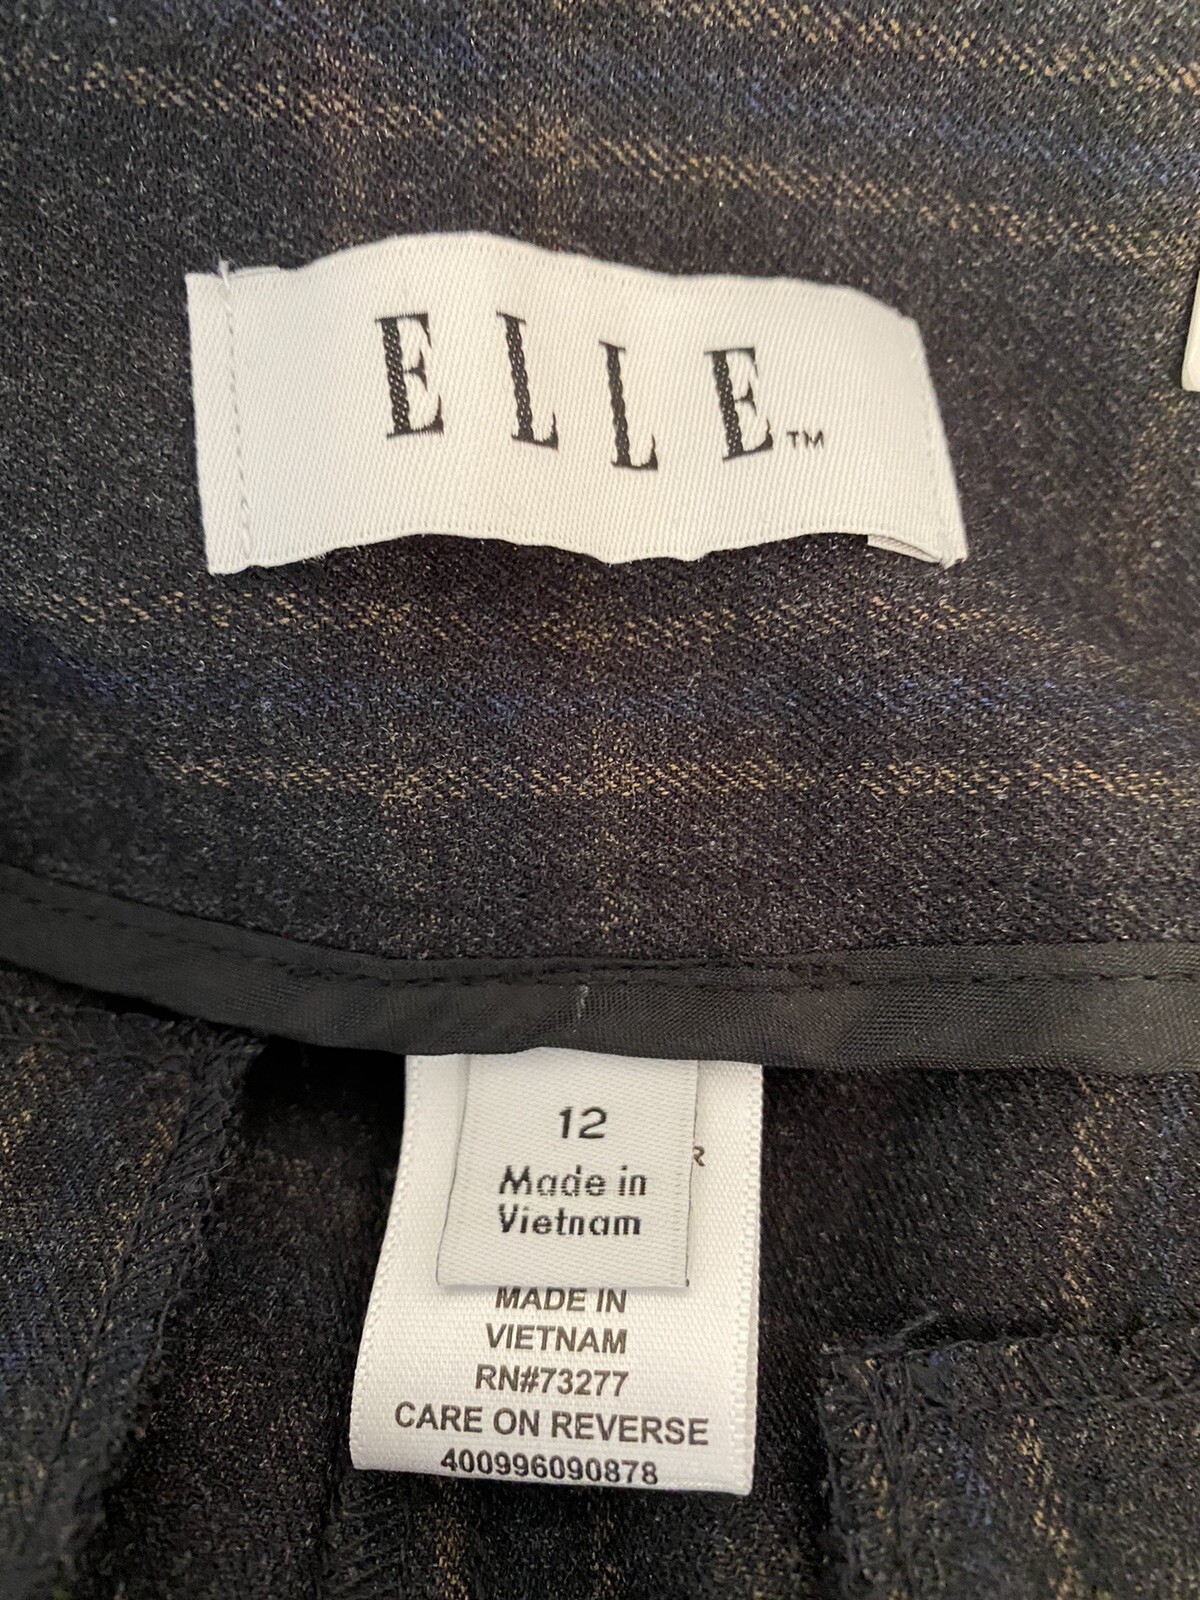 ELLE™
12
Made in
Vietnam
R
MADE IN
VIETNAM
RN#73277
CARE ON REVERSE
400996090878